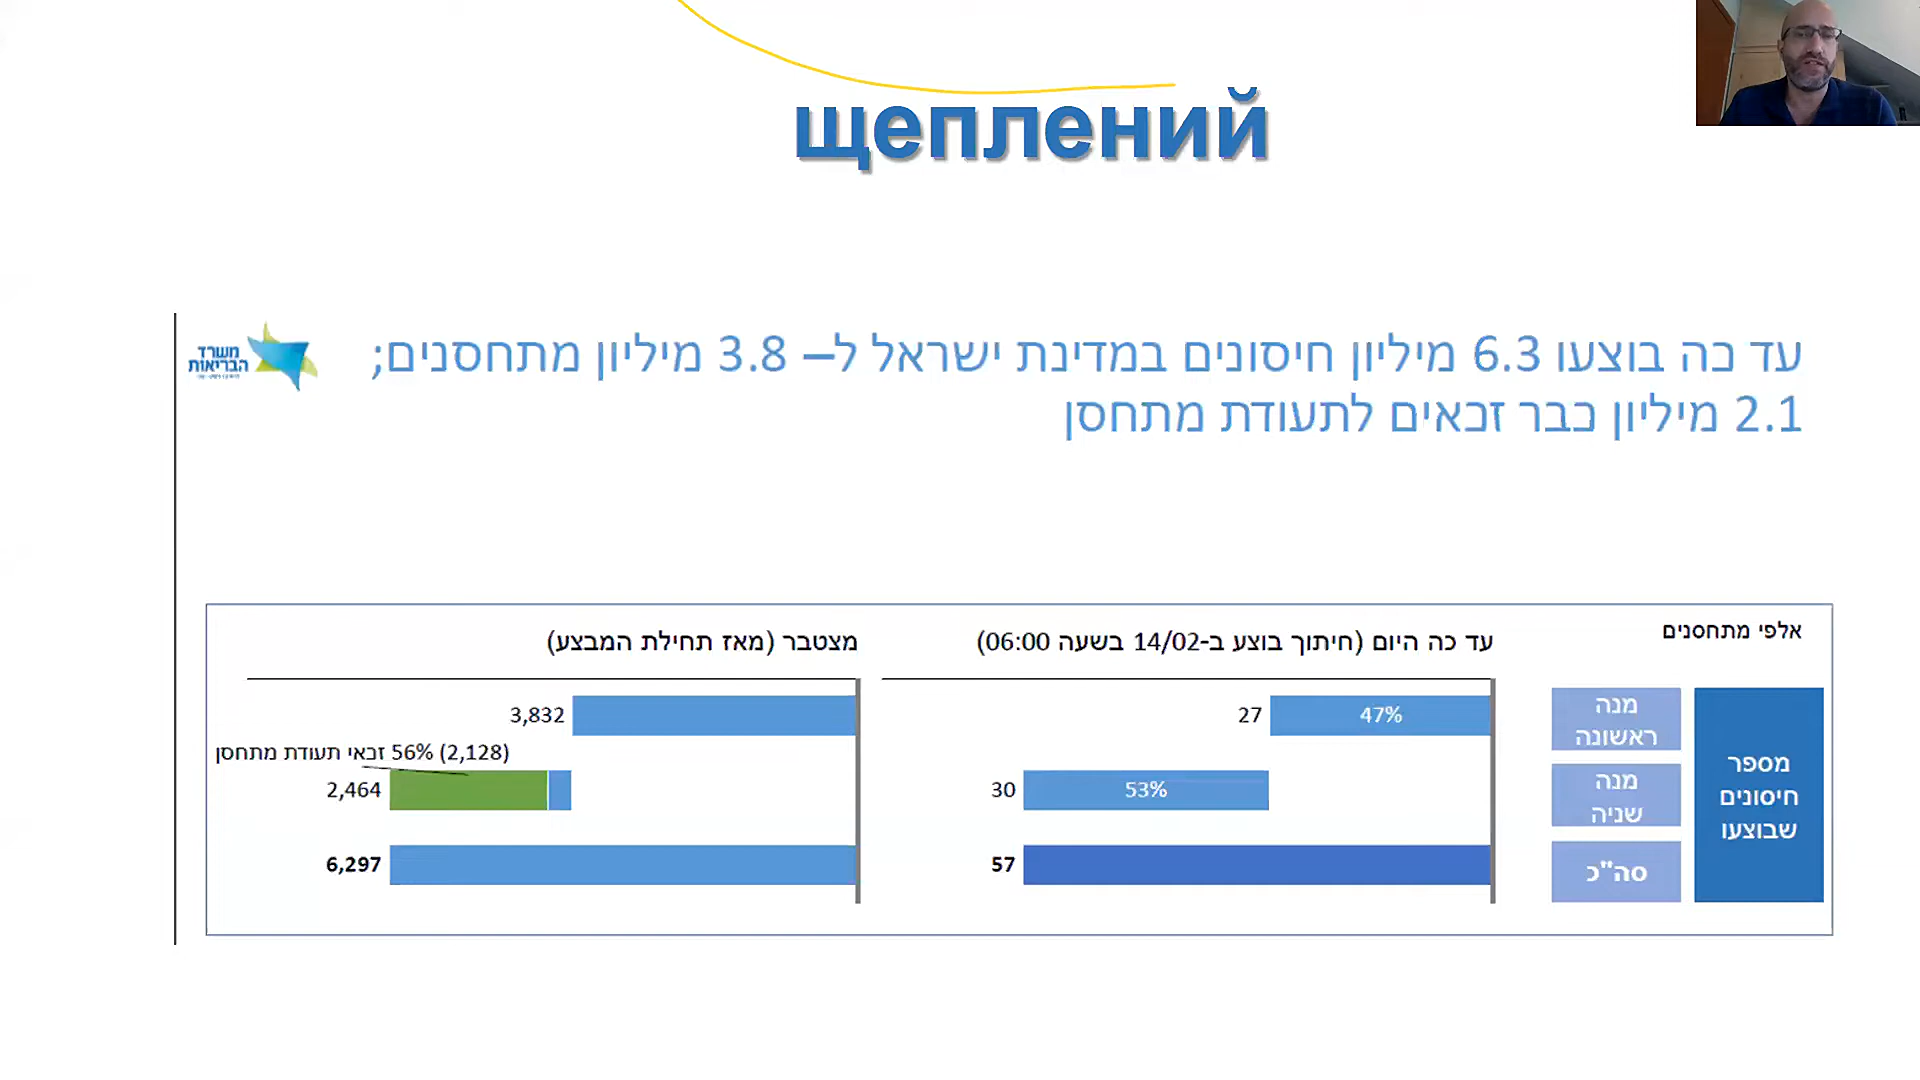 щеплений
משרד
הבריאות
עד כה בוצעו 6.3 מיליון חיסונים במדינת ישראל ל– 3.8 מיליון מתחסנים;
2.1 מיליון כבר זכאים לתעודת מתחסן
אלפי מתחסנים
עד כה היום (חיתוך בוצע ב-14/02 בשעה 06:00)
מצטבר (מאז תחילת המבצע)
מספר
חיסונים
שבוצעו
מנה
ראשונה
47%
27
3,832
מנה
שניה
53%
30
56% (2,128) זכאי תעודת מתחסן
2,464
סה"כ
57
6,297